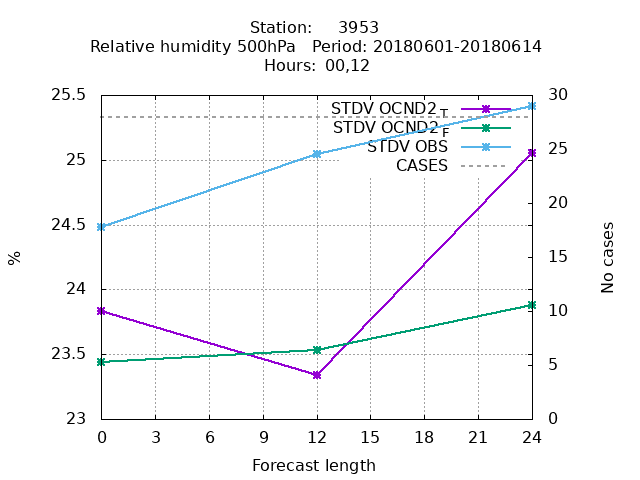 Station:     3953
Relative humidity 500hPa   Period: 20180601-20180614
Hours: 00,12
25.5
25
24.5
24
23.5
23
%
30
25
20
15
10
5
0
No cases
STDV OCND2 T
STDV OCND2 F
STDV OBS
CASES
0 3 6 9 12 15 18 21 24
Forecast length